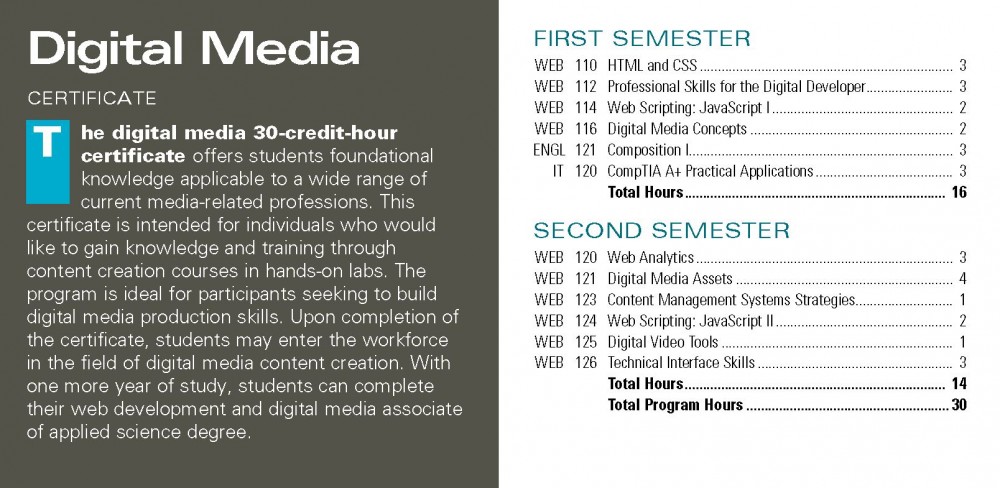 Digital Media
CERTIFICATE
The digital media 30-credit-hour
certificate offers students foundational
knowledge applicable to a wide range of
current media-related professions. This
certificate is intended for individuals who would
like to gain knowledge and training through
content creation courses in hands-on labs. The
program is ideal for participants seeking to build
digital media production skills. Upon completion of
the certificate, students may enter the workforce
in the field of digital media content creation. With
one more year of study, students can complete
their web development and digital media associate
of applied science degree.
FIRST SEMESTER
WEB 110 HTML and CSS 3
WEB 112 Professional Skills for the Digital Developer 3
WEB 114 Web Scripting: JavaScript I 2
WEB 116 Digital Media Concepts 2
ENGL 121 Composition I 3
IT 120 CompTIA A+ Practical Applications 3
Total Hours 16
SECOND SEMESTER
WEB 120 Web Analytics 3
WEB 121 Digital Media Assets 4
WEB 123 Content Management Systems Strategies 1
WEB 124 Web Scripting: JavaScript II 2
WEB 125 Digital Video Tools 1
WEB 126 Technical Interface Skills 3
Total Hours 14
Total Program Hours 30